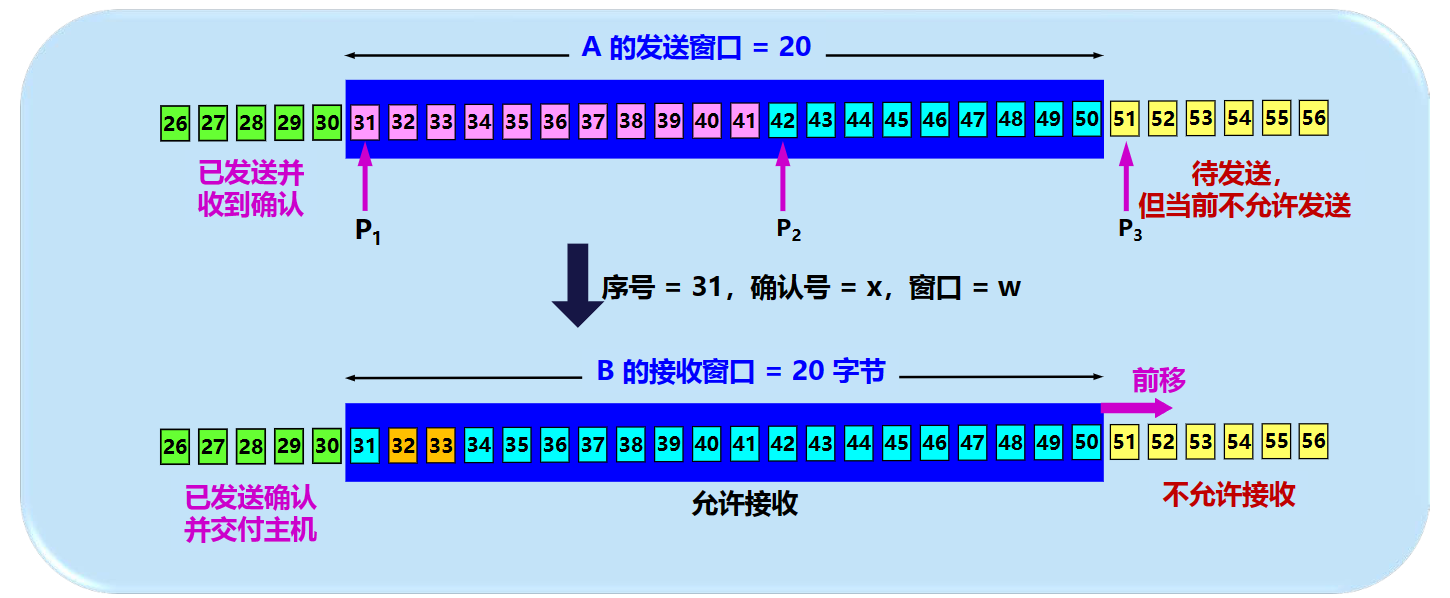 A 的发送窗口 = 20
26 27 28 29 30 31 32 33 34 35 36 37 38 39 40 41 42 43 44 45 46 47 48 49 50 51 52 53 54 55 56
已发送并
收到确认
待发送，
但当前不允许发送
P1
P2
P3
序号 = 31，确认号 = x，窗口 = w
B 的接收窗口 = 20 字节
前移
26 27 28 29 30 31 32 33 34 35 36 37 38 39 40 41 42 43 44 45 46 47 48 49 50 51 52 53 54 55 56
已发送确认
并交付主机
允许接收
不允许接收